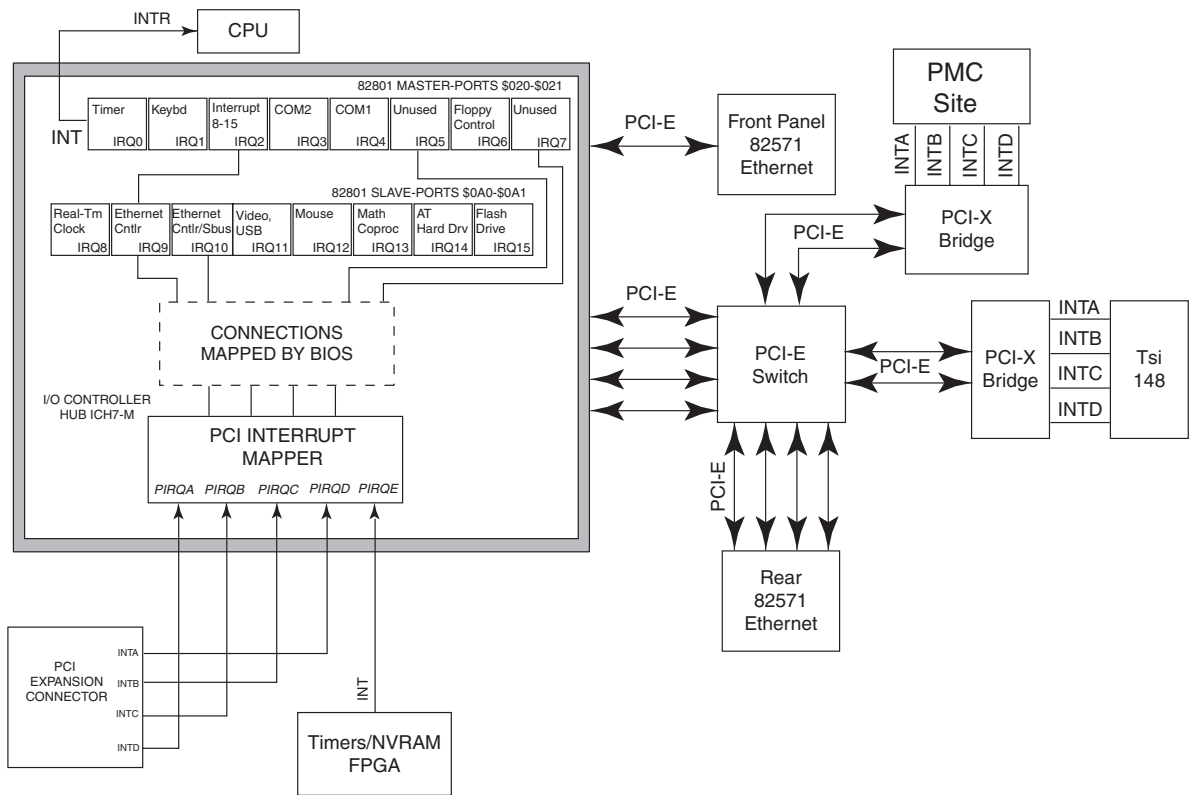 INTR
CPU
82801 MASTER-PORTS $020-$021
INT
Timer
IRQ0
Keybd
IRQ1
Interrupt
8-15
IRQ2
COM2
IRQ3
COM1
IRQ4
Unused
IRQ5
Floppy
Control
IRQ6
Unused
IRQ7
82801 SLAVE-PORTS $0A0-$0A1
Real-Tm
Clock
IRQ8
Ethernet
Cntlr
IRQ9
Ethernet
Cntlr/Sbus
IRQ10
Video,
USB
IRQ11
Mouse
IRQ12
Math
Coproc
IRQ13
AT
Hard Drv
IRQ14
Flash
Drive
IRQ15
CONNECTIONS
MAPPED BY BIOS
I/O CONTROLLER
HUB ICH7-M
PCI INTERRUPT
MAPPER
PIRQA
PIRQB
PIRQC
PIRQD
PIRQE
PCI
EXPANSION
CONNECTOR
INTA
INTB
INTC
INTD
INT
Timers/NVRAM
FPGA
PCI-E
Front Panel
82571
Ethernet
PMC
Site
INTA
INTB
INTC
INTD
PCI-X
Bridge
PCI-E
PCI-E
PCI-E
Switch
PCI-E
PCI-X
Bridge
INTA
INTB
INTC
INTD
Tsi
148
PCI-E
Rear
82571
Ethernet